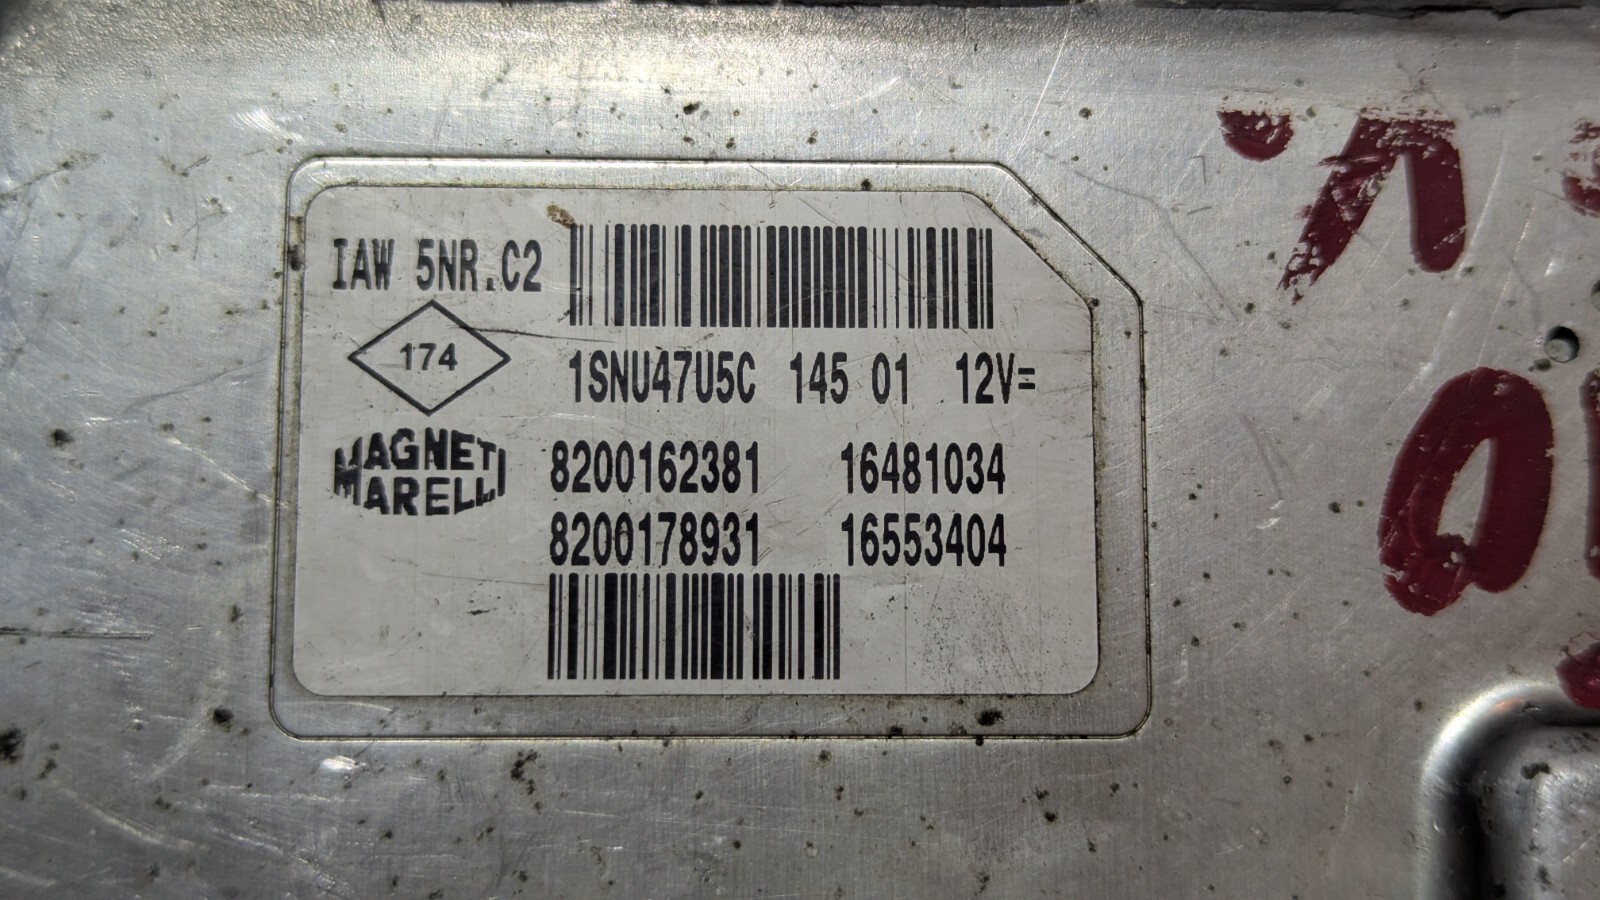 IAW 5NR.C2
174
1SNU47U5C 145 01 12V=
MAGNETI
MARELLI
8200162381 16481034
8200178931 16553404